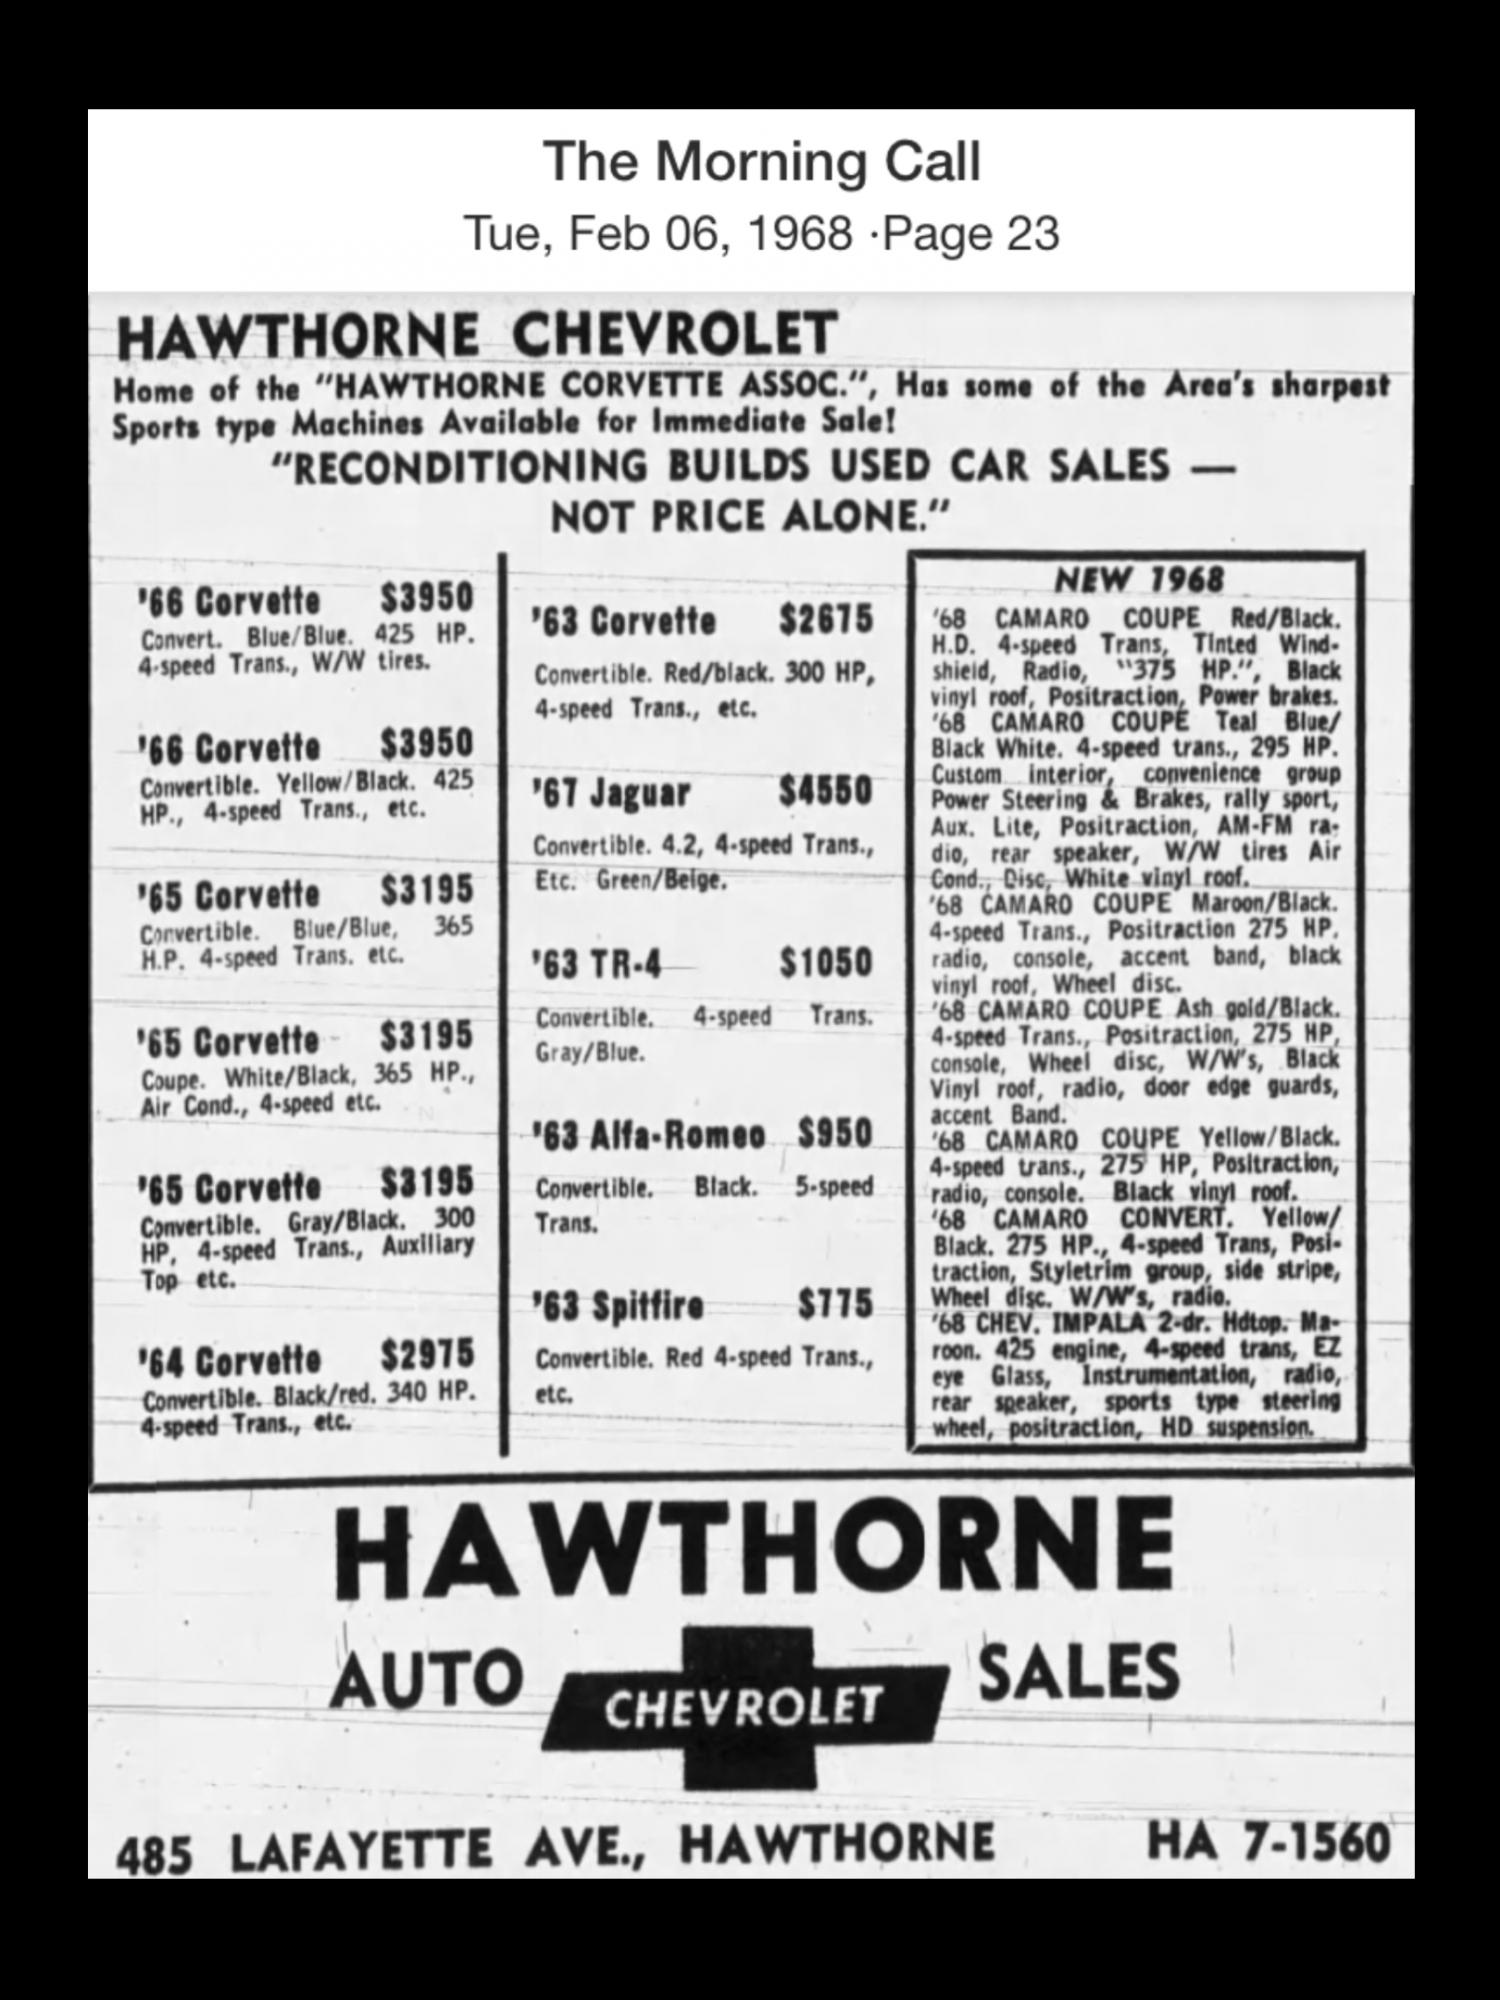 The Morning Call
Tue, Feb 06, 1968 ·Page 23
HAWTHORNE CHEVROLET
Home of the "HAWTHORNE CORVETTE ASSOC.", Has some of the Area's sharpest
Sports type Machines Available for Immediate Sale!
"RECONDITIONING BUILDS USED CAR SALES —
NOT PRICE ALONE."
'66 Corvette $3950
Convert. Blue/Blue. 425 HP.
4-speed Trans., W/W tires.
'66 Corvette $3950
Convertible. Yellow/Black. 425
HP., 4-speed Trans., etc.
'65 Corvette $3195
Convertible. Blue/Blue, 365
H.P. 4-speed Trans. etc.
'65 Corvette $3195
Coupe. White/Black, 365 HP.,
Air Cond., 4-speed etc.
'65 Corvette $3195
Convertible. Gray/Black. 300
HP, 4-speed Trans., Auxiliary
Top etc.
'64 Corvette $2975
Convertible. Black/red. 340 HP.
4-speed Trans., etc.
'63 Corvette $2675
Convertible. Red/black. 300 HP,
4-speed Trans., etc.
'67 Jaguar $4550
Convertible. 4.2, 4-speed Trans.,
Etc. Green/Beige.
'63 TR-4 $1050
Convertible. 4-speed Trans.
Gray/Blue.
'63 Alfa-Romeo $950
Convertible. Black. 5-speed
Trans.
'63 Spitfire $775
Convertible. Red 4-speed Trans.,
etc.
NEW 1968
'68 CAMARO COUPE Red/Black.
H.D. 4-speed Trans, Tinted Wind-
shield, Radio, "375 HP.", Black
vinyl roof, Positraction, Power brakes.
'68 CAMARO COUPE Teal Blue/
Black White. 4-speed trans., 295 HP.
Custom interior, convenience group
Power Steering & Brakes, rally sport,
Aux. Lite, Positraction, AM-FM ra-
dio, rear speaker, W/W tires Air
Cond., Disc, White vinyl roof.
'68 CAMARO COUPE Maroon/Black.
4-speed Trans., Positraction 275 HP,
radio, console, accent band, black
vinyl roof, Wheel disc.
'68 CAMARO COUPE Ash gold/Black.
4-speed Trans., Positraction, 275 HP,
console, Wheel disc, W/W's, Black
Vinyl roof, radio, door edge guards,
accent Band.
'68 CAMARO COUPE Yellow/Black.
4-speed trans., 275 HP, Positraction,
radio, console. Black vinyl roof.
'68 CAMARO CONVERT. Yellow/
Black. 275 HP., 4-speed Trans, Posi-
traction, Styletrim group, side stripe,
Wheel disc. W/W's, radio.
'68 CHEV. IMPALA 2-dr. Hdtop. Ma-
roon. 425 engine, 4-speed trans, EZ
eye Glass, Instrumentation, radio,
rear speaker, sports type steering
wheel, positraction, HD suspension.
HAWTHORNE
AUTO CHEVROLET SALES
485 LAFAYETTE AVE., HAWTHORNE HA 7-1560